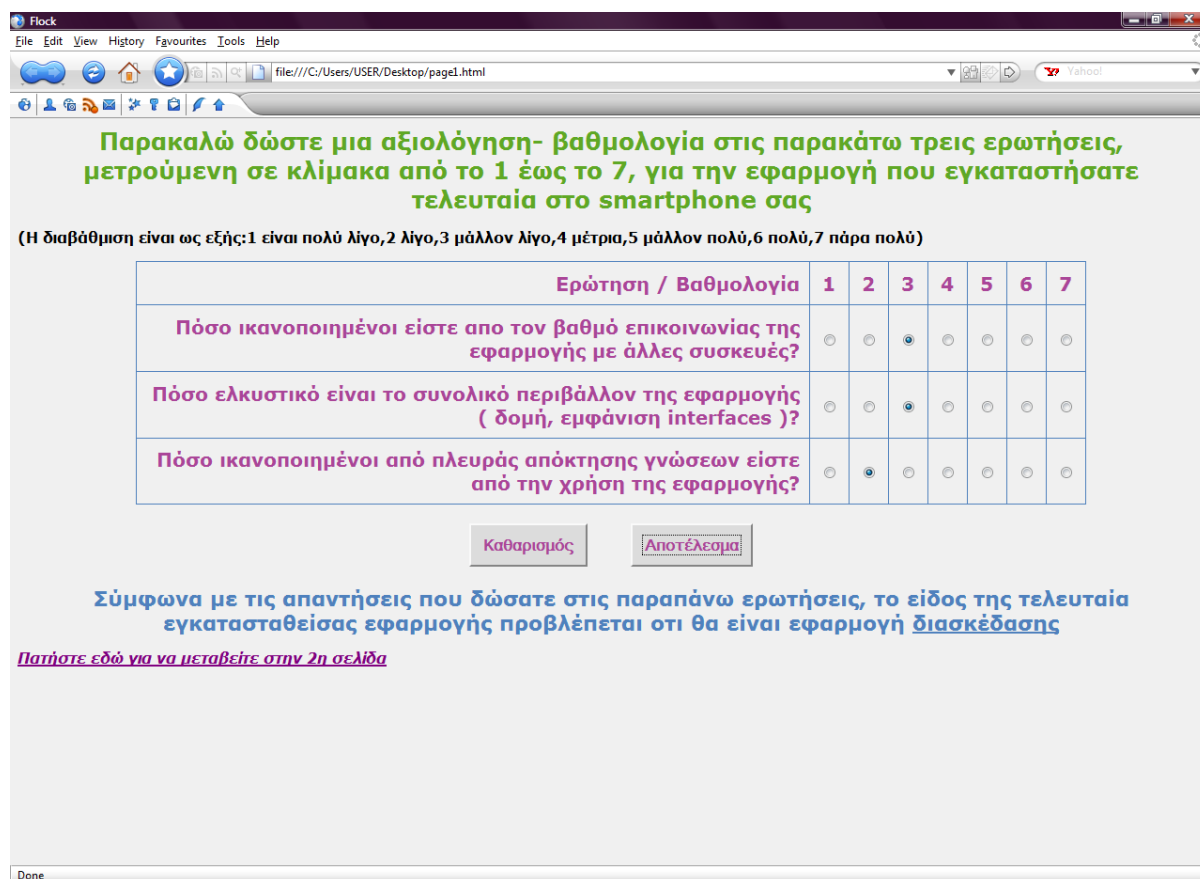 Flock
File Edit View History Favourites Tools Help
file:///C:/Users/USER/Desktop/page1.html Yahoo!
Παρακαλώ δώστε μια αξιολόγηση- βαθμολογία στις παρακάτω τρεις ερωτήσεις,
μετρούμενη σε κλίμακα από το 1 έως το 7, για την εφαρμογή που εγκαταστήσατε
τελευταία στο smartphone σας
(Η διαβάθμιση είναι ως εξής:1 είναι πολύ λίγο,2 λίγο,3 μάλλον λίγο,4 μέτρια,5 μάλλον πολύ,6 πολύ,7 πάρα πολύ)
Ερώτηση / Βαθμολογία 1 2 3 4 5 6 7
Πόσο ικανοποιημένοι είστε απο τον βαθμό επικοινωνίας της
εφαρμογής με άλλες συσκευές?
Πόσο ελκυστικό είναι το συνολικό περιβάλλον της εφαρμογής
( δομή, εμφάνιση interfaces )?
Πόσο ικανοποιημένοι από πλευράς απόκτησης γνώσεων είστε
από την χρήση της εφαρμογής?
Καθαρισμός Αποτέλεσμα
Σύμφωνα με τις απαντήσεις που δώσατε στις παραπάνω ερωτήσεις, το είδος της τελευταία
εγκατασταθείσας εφαρμογής προβλέπεται οτι θα είναι εφαρμογή διασκέδασης
Πατήστε εδώ για να μεταβείτε στην 2η σελίδα
Done